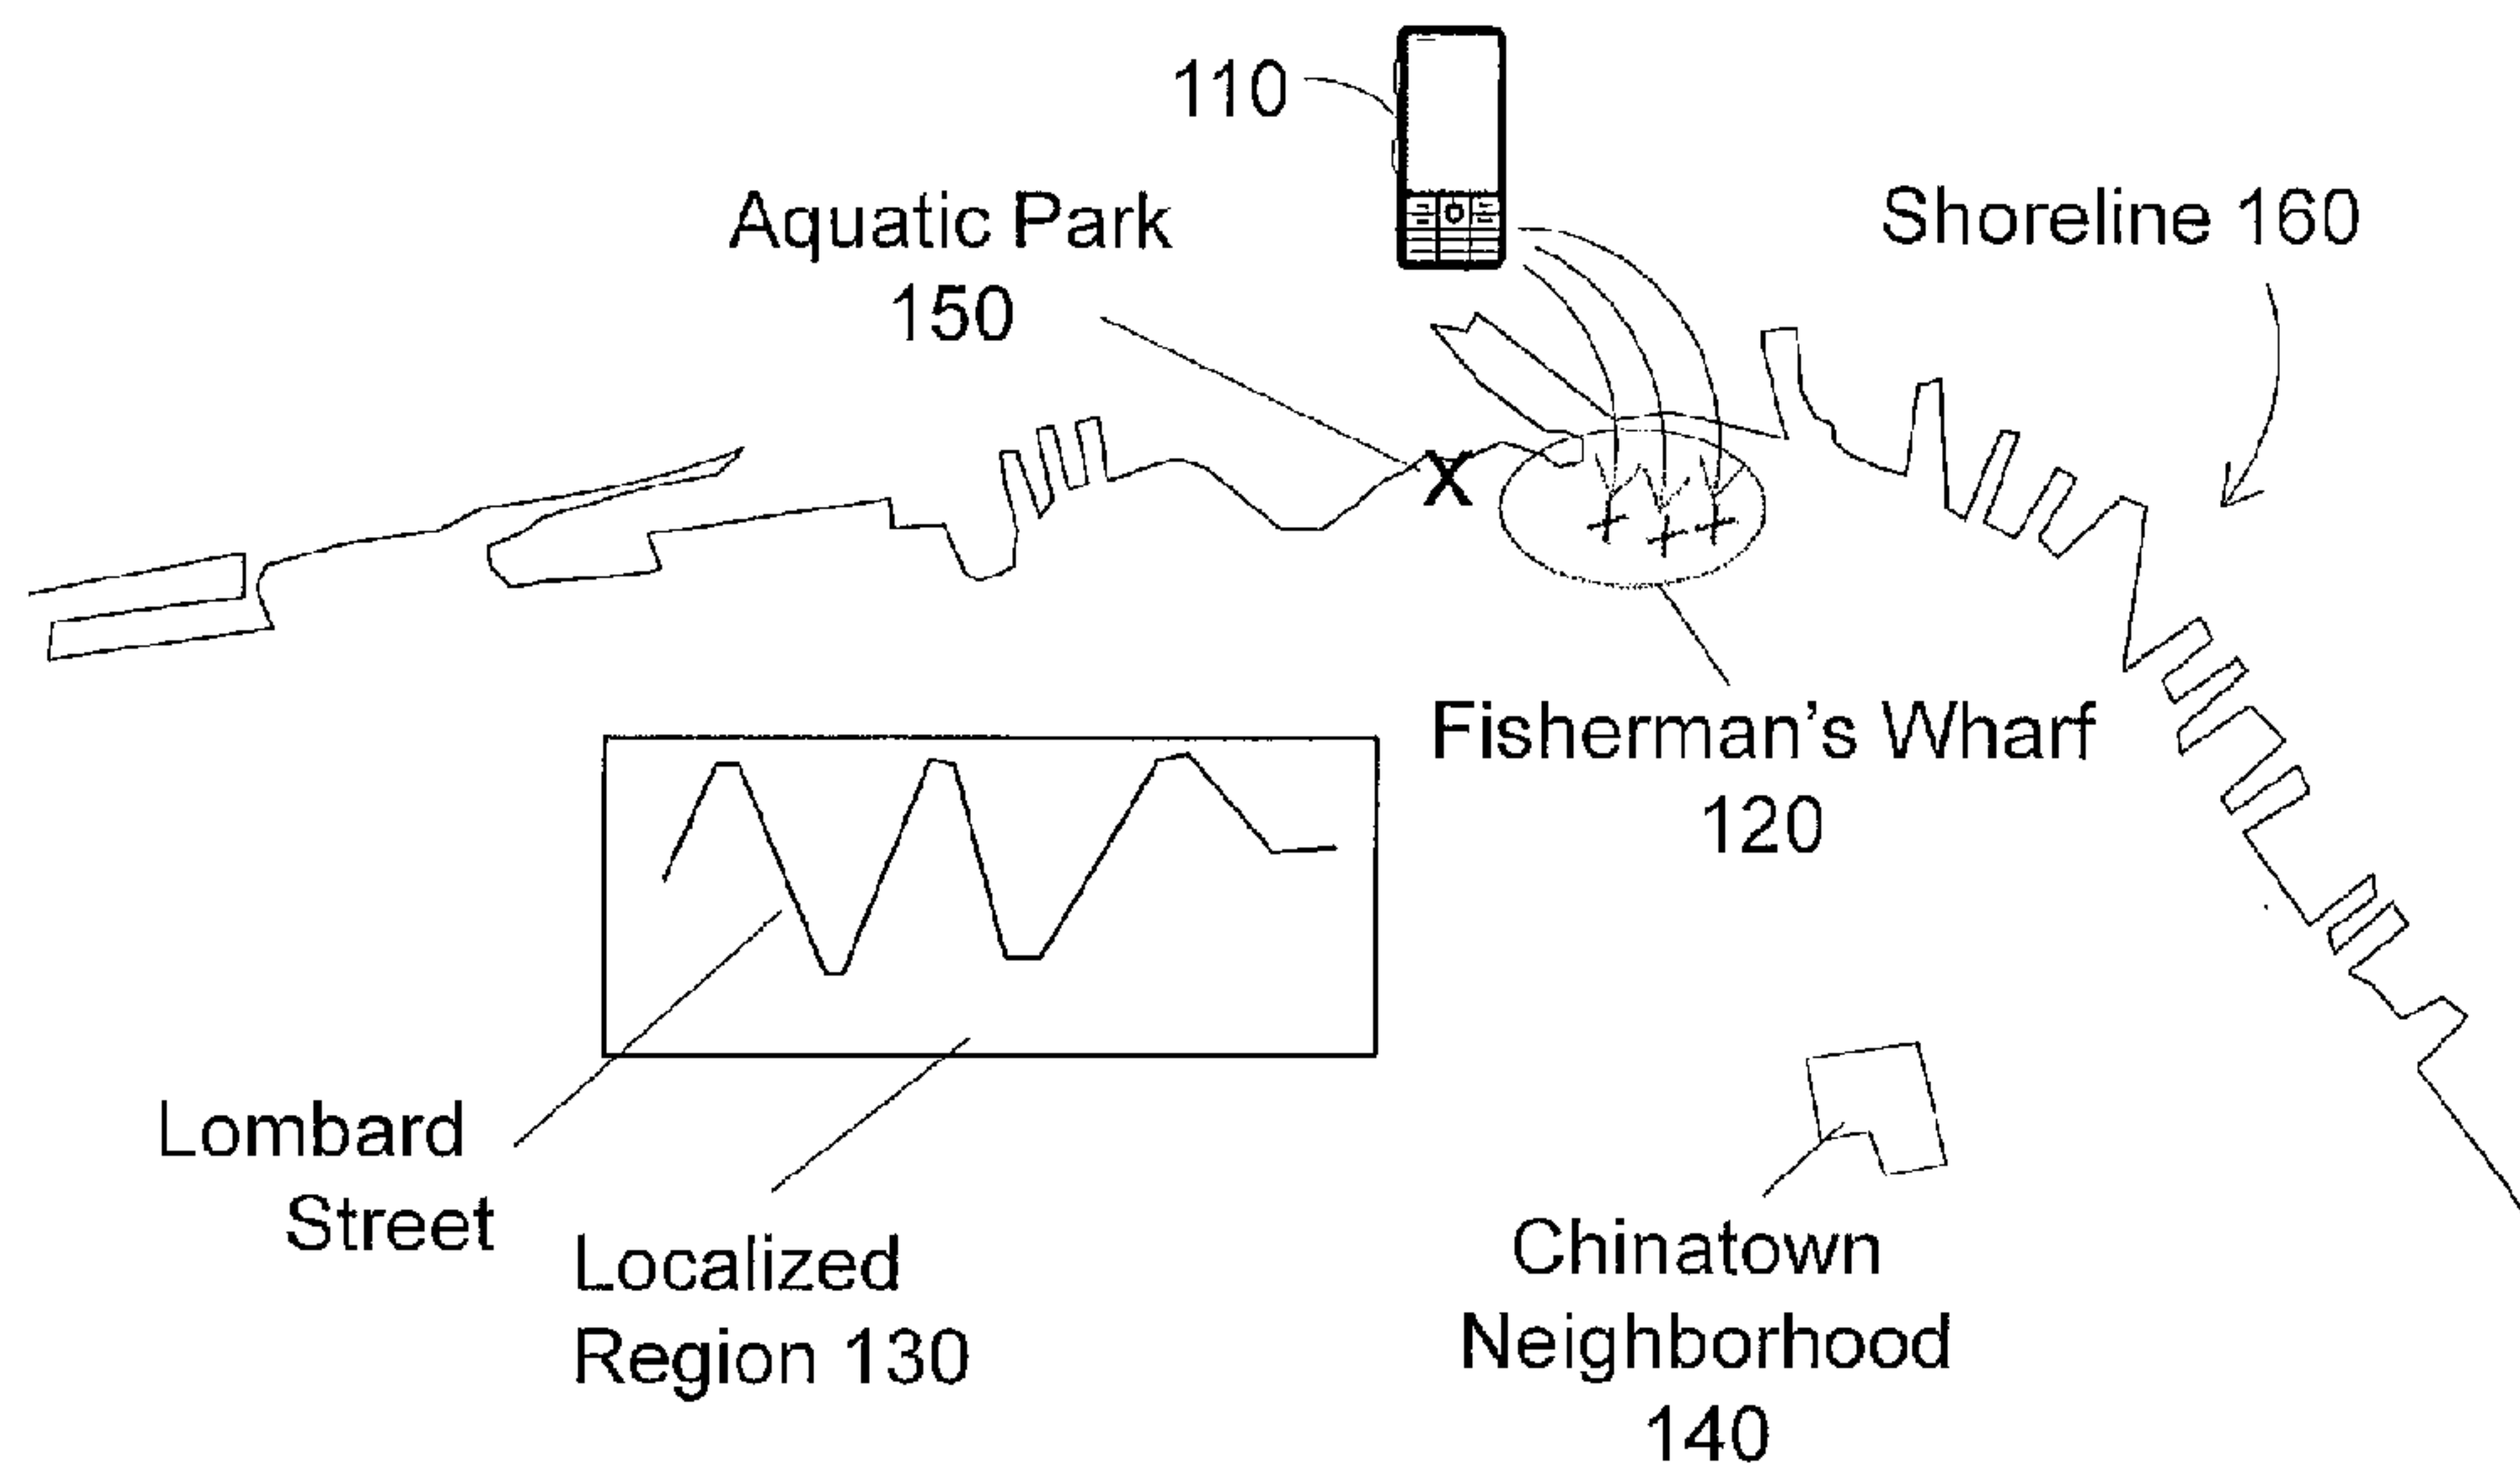 110
Aquatic Park
150
Shoreline 160
X
Fisherman's Wharf
120
Lombard
Street
Localized
Region 130
Chinatown
Neighborhood
140